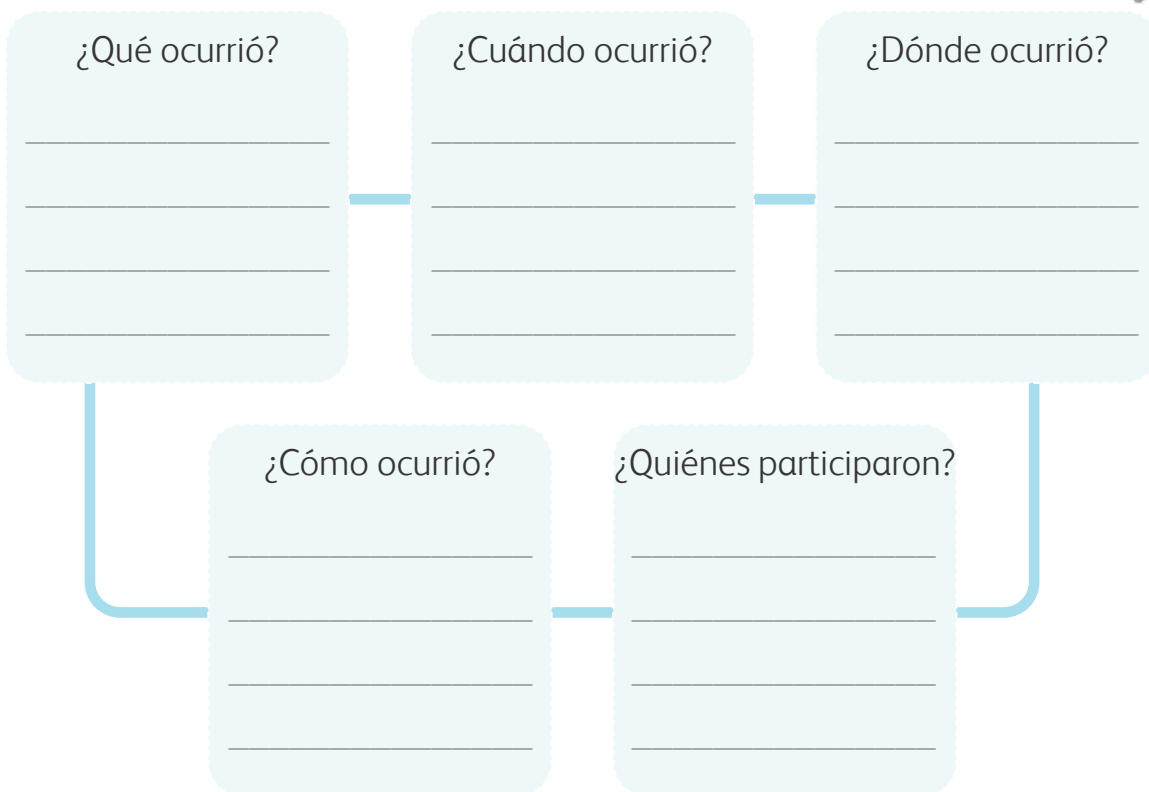 ¿Qué ocurrió?
¿Cuándo ocurrió?
¿Dónde ocurrió?
¿Cómo ocurrió?
¿Quiénes participaron?